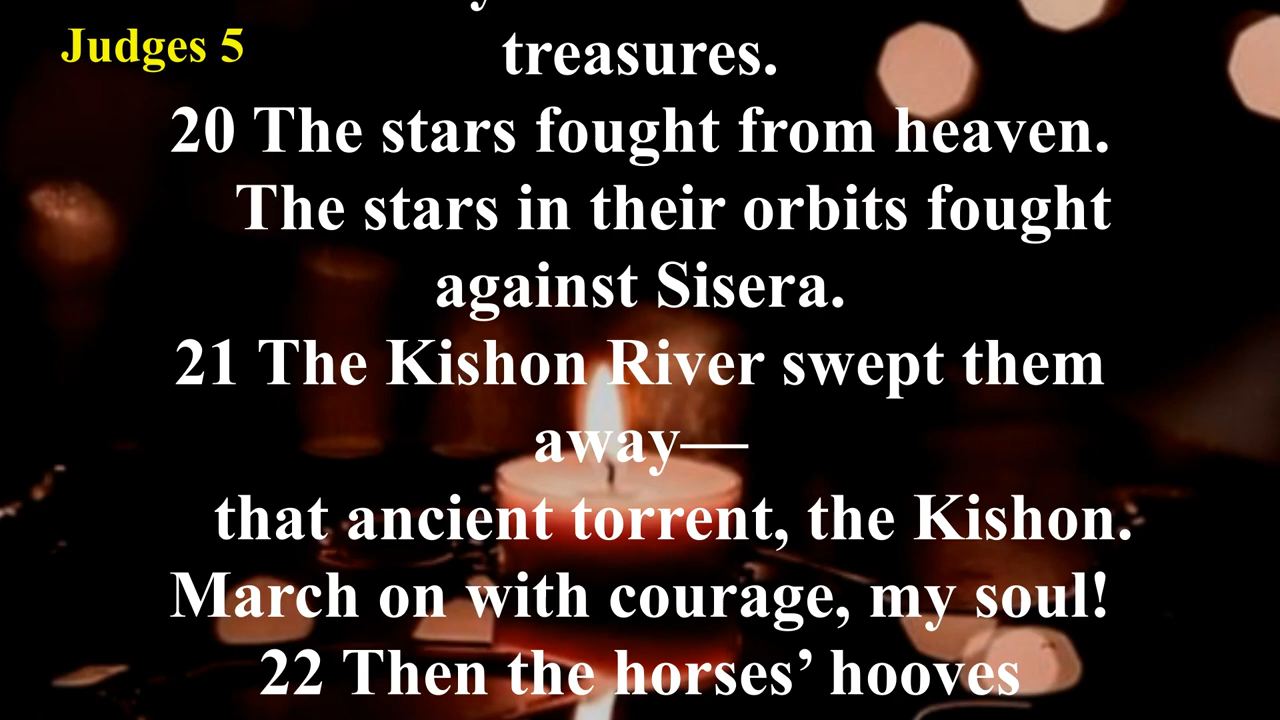 Judges 5
treasures.
20 The stars fought from heaven.
The stars in their orbits fought
against Sisera.
21 The Kishon River swept them
away—
that ancient torrent, the Kishon.
March on with courage, my soul!
22 Then the horses’ hooves